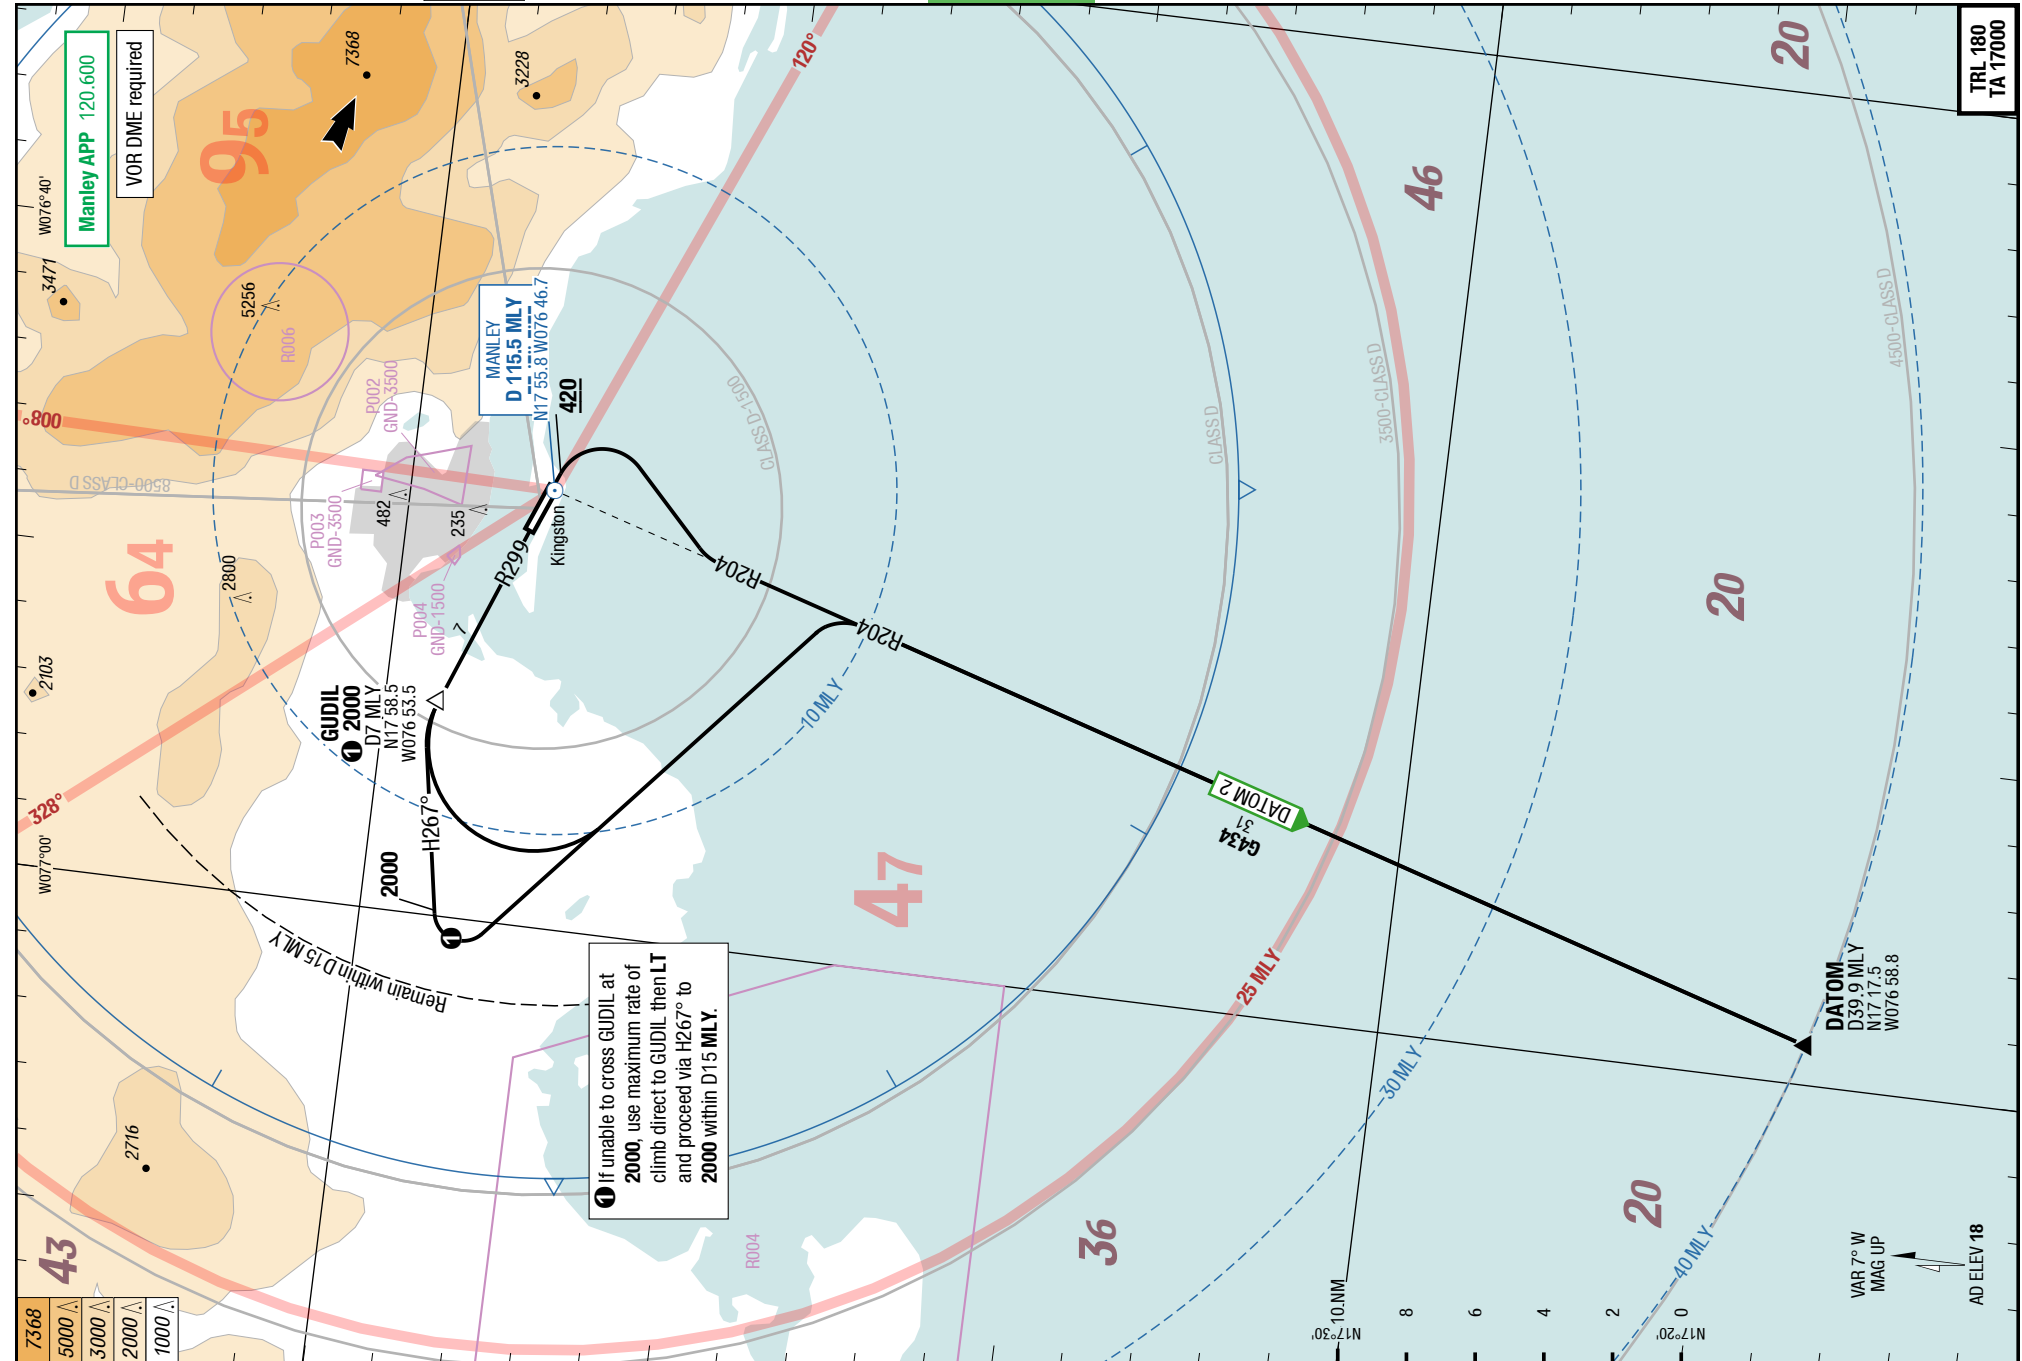 Manley APP 120.600
VOR DME required
TRL 180
TA 17000
W076°40'
W077°00'
3471
7368
3228
95
5256
R006
008°
8500-CLASS D
P002
GND-3500
P003
GND-3500
482
235
P004
GND-1500
64
2800
2103
328°
120°
MANLEY
D 115.5 MLY
N17 55.8 W076 46.7
420
Kingston
R299
7
GUDIL
1 2000
D7 MLY
N17 58.5
W076 53.5
H267°
2000
1
Remain within D15 MLY
R204
R204
10 MLY
CLASS D-1500
CLASS D
3500-CLASS D
4500-CLASS D
46
20
20
20
47
36
43
2716
DATOM 2
31
G434
25 MLY
30 MLY
40 MLY
DATOM
D39.9 MLY
N17 17.5
W076 58.8
1 If unable to cross GUDIL at
2000, use maximum rate of
climb direct to GUDIL then LT
and proceed via H267° to
2000 within D15 MLY.
R004
7368
5000
3000
2000
1000
10 NM
8
6
4
2
0
N17°30'
N17°20'
VAR 7° W
MAG UP
AD ELEV 18